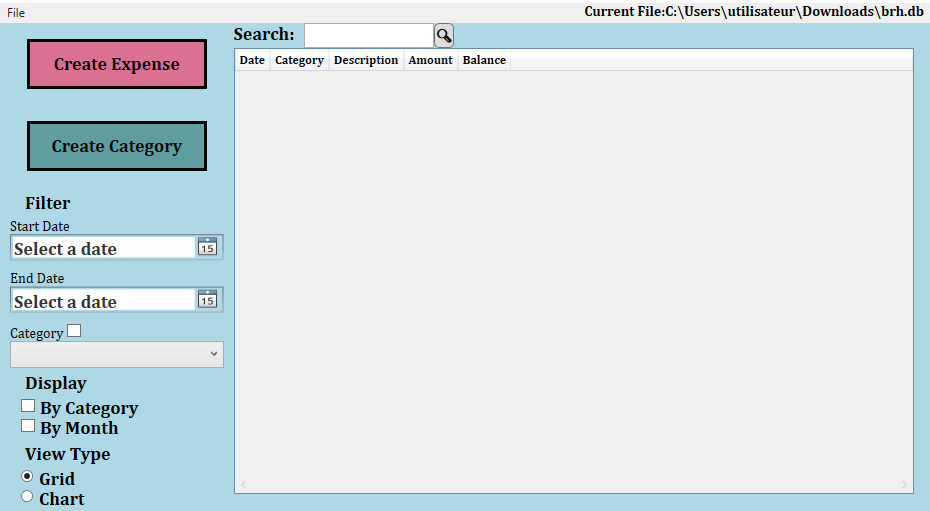 File
Current File:C:\Users\utilisateur\Downloads\brh.db
Create Expense
Create Category
Filter
Start Date
Select a date
15
End Date
Select a date
15
Category
Display
By Category
By Month
View Type
Grid
Chart
Search:
Date Category Description Amount Balance